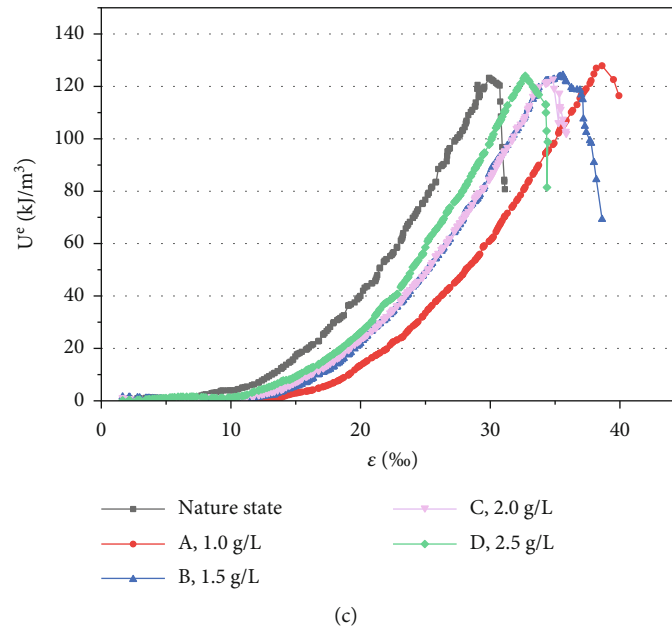 140
120
100
80
60
40
20
0
Uᵉ (kJ/m³)
0 10 20 30 40
ε (‰)
Nature state
A, 1.0 g/L
B, 1.5 g/L
C, 2.0 g/L
D, 2.5 g/L
(c)